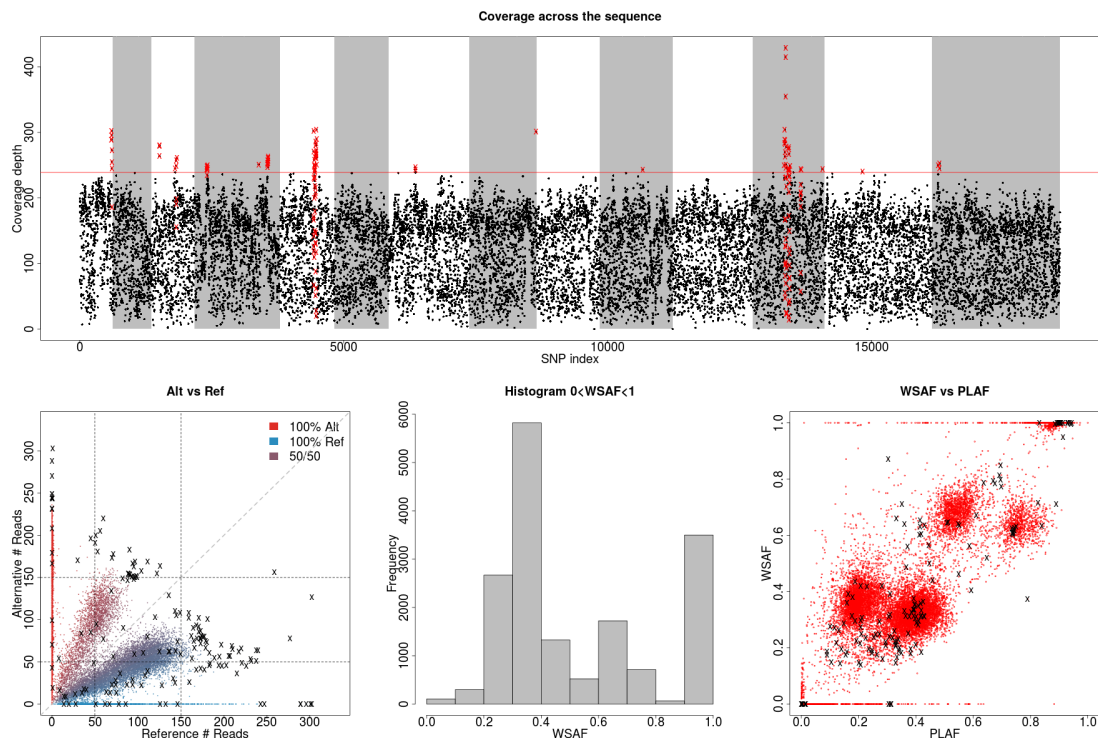 Coverage across the sequence
Coverage depth
0 100 200 300 400
0 5000 10000 15000
SNP index
Alt vs Ref
Alternative # Reads
0 50 100 150 200 250 300
100% Alt
100% Ref
50/50
0 50 100 150 200 250 300
Reference # Reads
Histogram 0<WSAF<1
Frequency
0 1000 2000 3000 4000 5000 6000
0.0 0.2 0.4 0.6 0.8 1.0
WSAF
WSAF vs PLAF
WSAF
0.0 0.2 0.4 0.6 0.8 1.0
0.0 0.2 0.4 0.6 0.8 1.0
PLAF